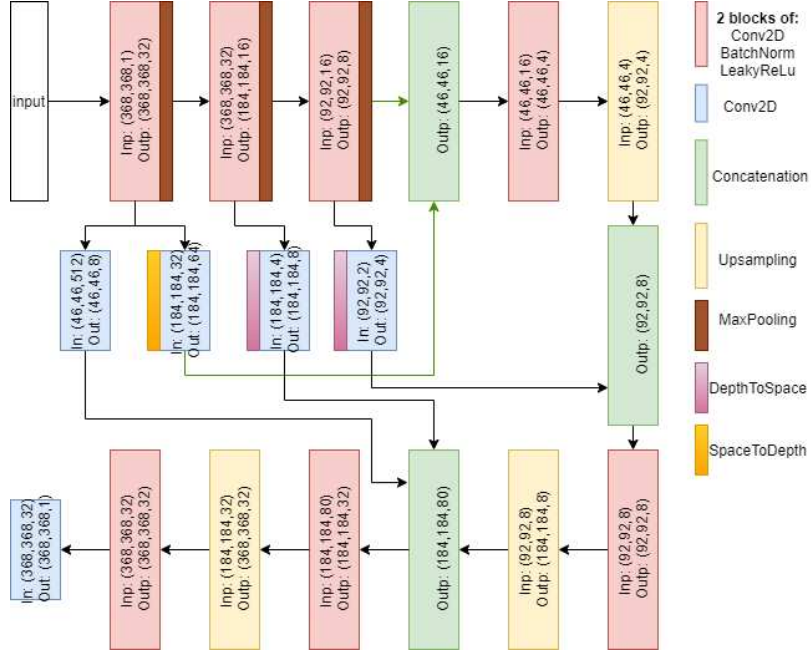 input
Inp: (368,368,1)
Outp: (368,368,32)
Inp: (368,368,32)
Outp: (184,184,16)
Inp: (92,92,16)
Outp: (92,92,8)
Outp: (46,46,16)
Inp: (46,46,16)
Outp: (46,46,4)
Inp: (46,46,4)
Outp: (92,92,4)
2 blocks of:
Conv2D
BatchNorm
LeakyReLu
Conv2D
Concatenation
Upsampling
MaxPooling
DepthToSpace
SpaceToDepth
In: (46,46,512)
Out: (46,46,8)
In: (184,184,32)
Out: (184,184,64)
In: (184,184,4)
Out: (184,184,8)
In: (92,92,2)
Out: (92,92,4)
Outp: (92,92,8)
In: (368,368,32)
Out: (368,368,1)
Inp: (368,368,32)
Outp: (368,368,32)
Inp: (184,184,32)
Outp: (368,368,32)
Inp: (184,184,80)
Outp: (184,184,32)
Outp: (184,184,80)
Inp: (92,92,8)
Outp: (184,184,8)
Inp: (92,92,8)
Outp: (92,92,8)